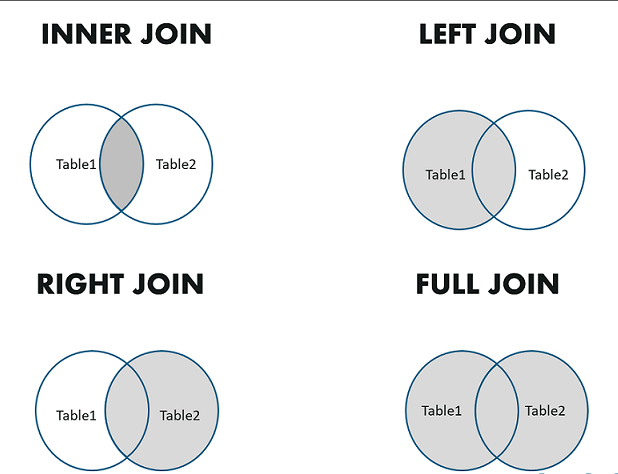 INNER JOIN
LEFT JOIN
Table1
Table2
Table1
Table2
RIGHT JOIN
FULL JOIN
Table1
Table2
Table1
Table2